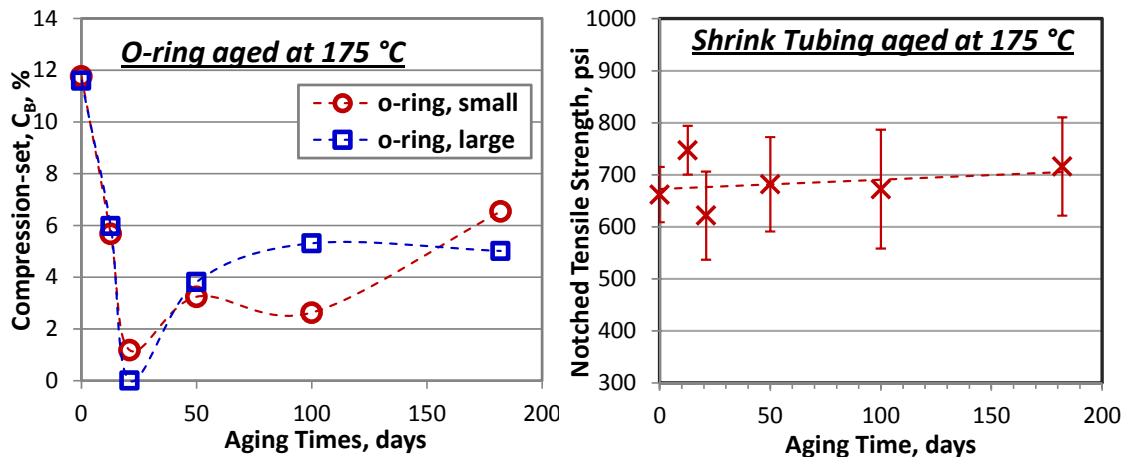 O-ring aged at 175 °C
Compression-set, C_B, %
14
12
10
8
6
4
2
0
o-ring, small
o-ring, large
0 50 100 150 200
Aging Times, days
Shrink Tubing aged at 175 °C
Notched Tensile Strength, psi
1000
900
800
700
600
500
400
300
0 50 100 150 200
Aging Time, days